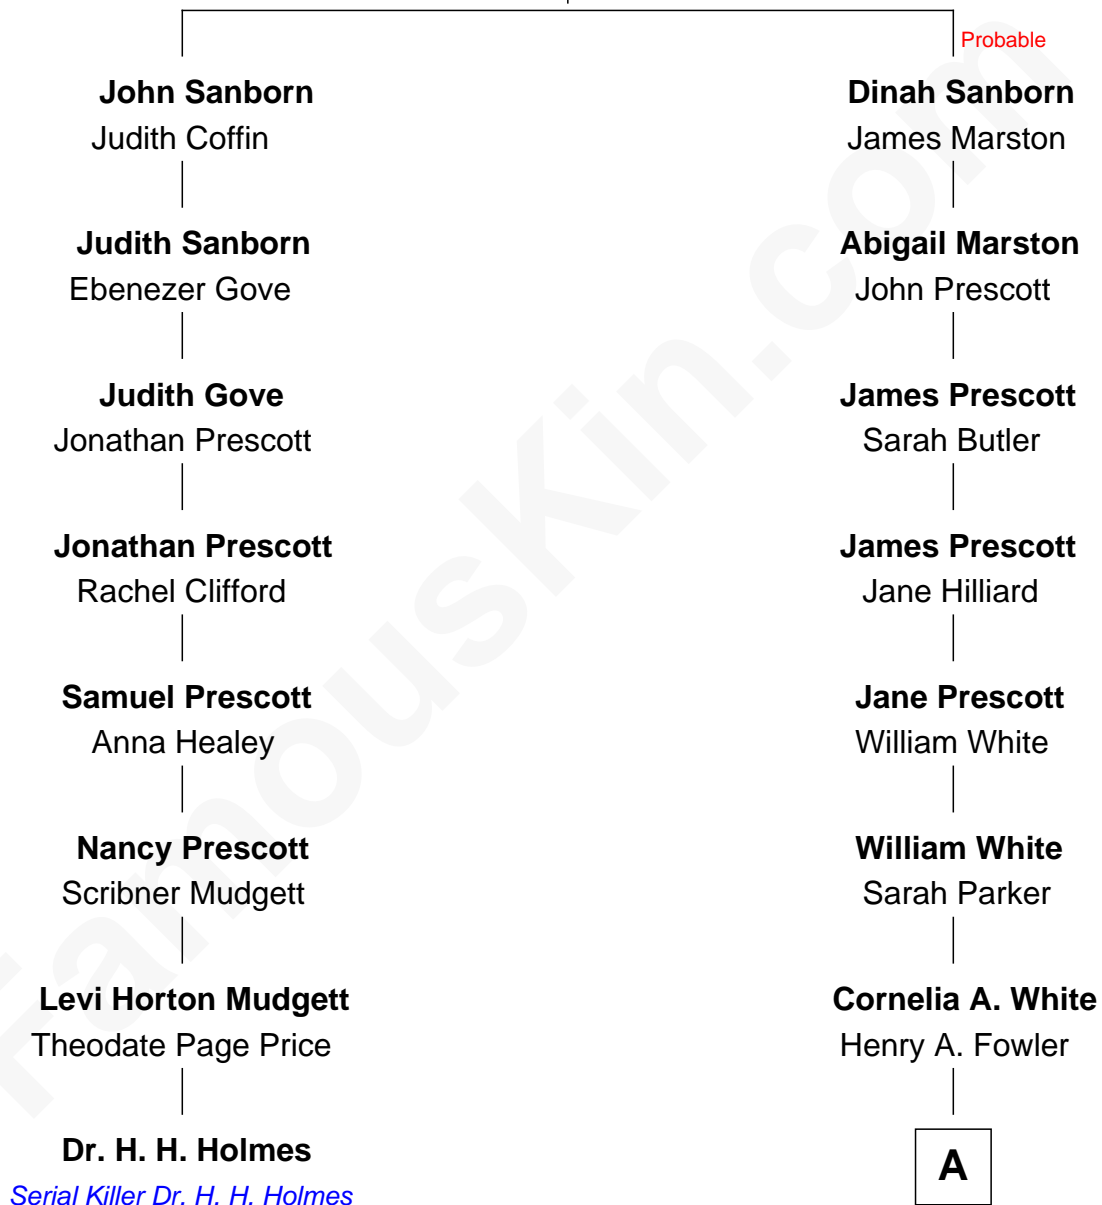 Probable
John Sanborn
Judith Coffin
Dinah Sanborn
James Marston
Judith Sanborn
Ebenezer Gove
Abigail Marston
John Prescott
Judith Gove
Jonathan Prescott
James Prescott
Sarah Butler
Jonathan Prescott
Rachel Clifford
James Prescott
Jane Hilliard
Samuel Prescott
Anna Healey
Jane Prescott
William White
Nancy Prescott
Scribner Mudgett
William White
Sarah Parker
Levi Horton Mudgett
Theodate Page Price
Cornelia A. White
Henry A. Fowler
Dr. H. H. Holmes
Serial Killer Dr. H. H. Holmes
A
FamousKin.com